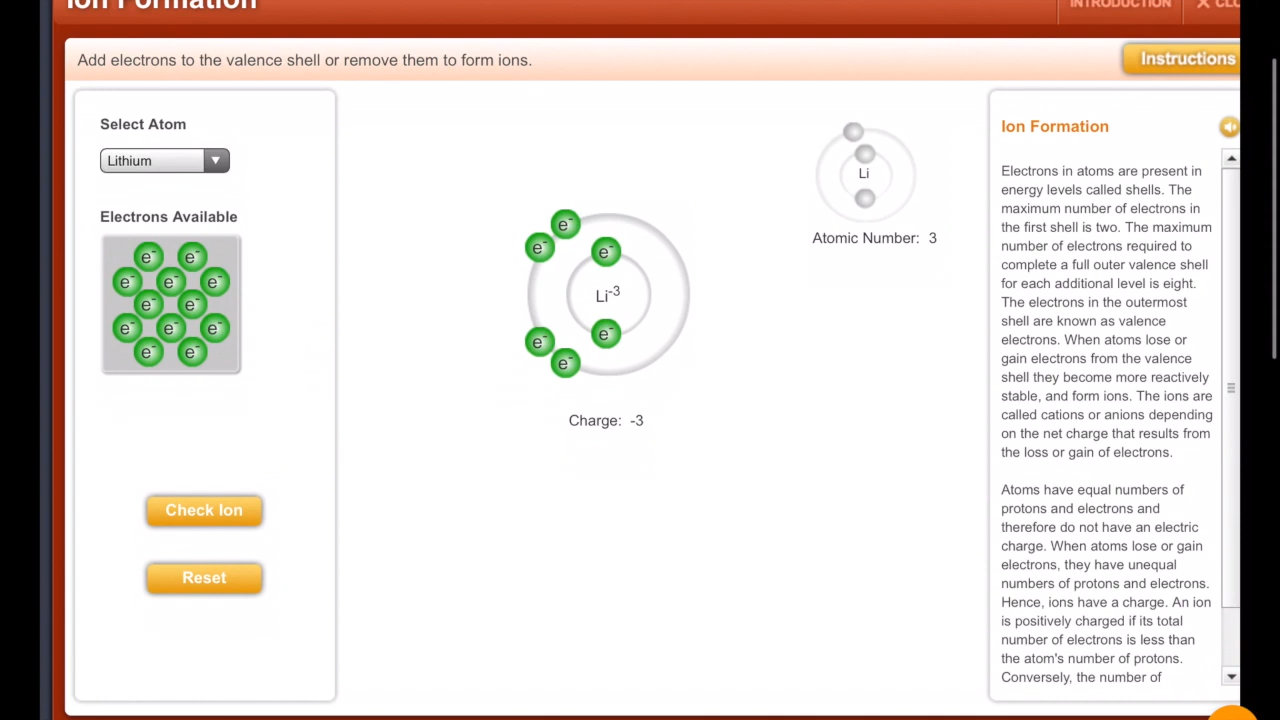 Ion Formation
INTRODUCTION
X CLO
Add electrons to the valence shell or remove them to form ions.
Instructions
Select Atom
Lithium
Electrons Available
e-
e-
e-
e-
e-
e-
e-
e-
e-
e-
e-
e-
Check Ion
Reset
e-
e-
e-
Li-3
e-
e-
e-
Charge: -3
Li
Atomic Number: 3
Ion Formation
Electrons in atoms are present in
energy levels called shells. The
maximum number of electrons in
the first shell is two. The maximum
number of electrons required to
complete a full outer valence shell
for each additional level is eight.
The electrons in the outermost
shell are known as valence
electrons. When atoms lose or
gain electrons from the valence
shell they become more reactively
stable, and form ions. The ions are
called cations or anions depending
on the net charge that results from
the loss or gain of electrons.
Atoms have equal numbers of
protons and electrons and
therefore do not have an electric
charge. When atoms lose or gain
electrons, they have unequal
numbers of protons and electrons.
Hence, ions have a charge. An ion
is positively charged if its total
number of electrons is less than
the atom's number of protons.
Conversely, the number of